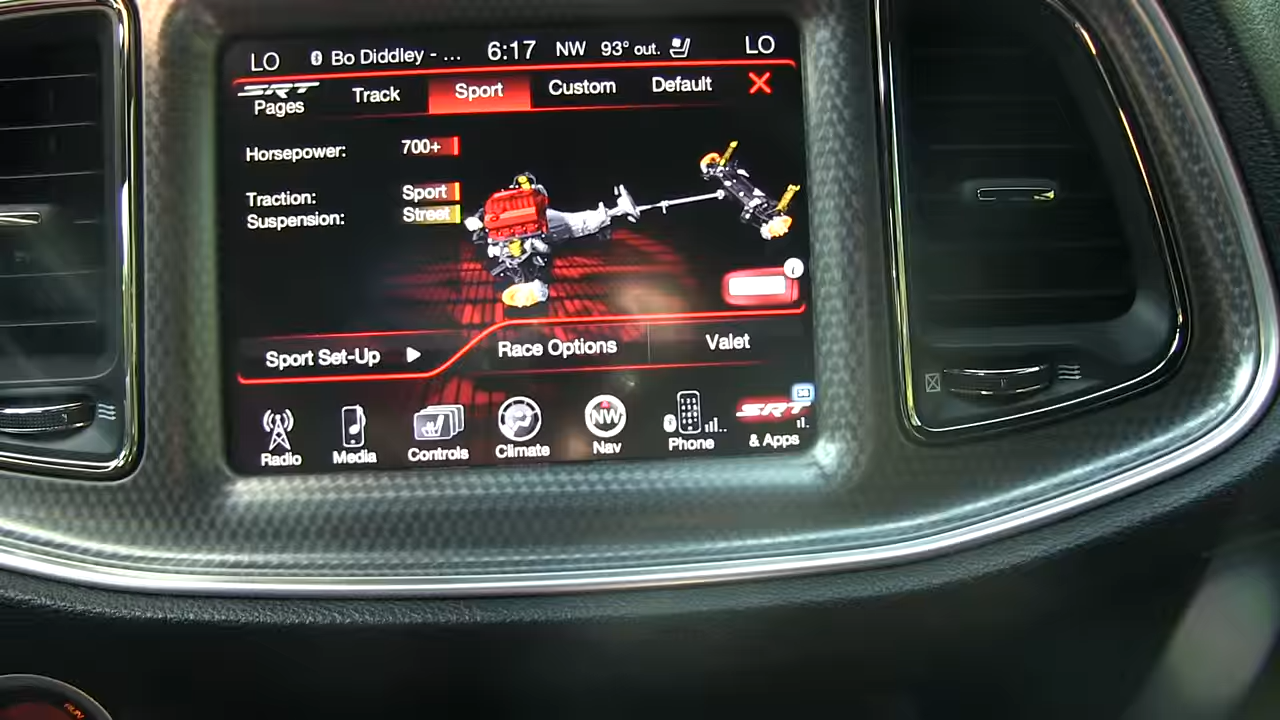 LO Bo Diddley - ... 6:17 NW 93° out. LO
SRT Pages Track Sport Custom Default X
Horsepower: 700+
Traction: Sport
Suspension: Street
i
Sport Set-Up Race Options Valet
NW
SRT
Radio Media Controls Climate Nav Phone & Apps
RUN